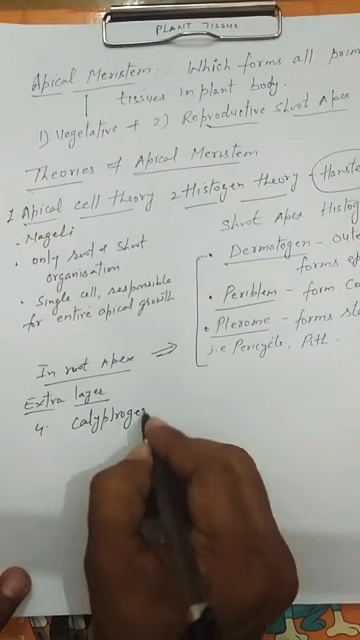 PLANT TISSUE
Apical Meristem - Which forms all prim
tissues in plant body.
1) Vegetative & 2) Reproductive Shoot Apex
Theories of Apical Meristem
1 Apical cell theory
. Nageli
. only root & shoot
organisation
. Single cell, responsible
for entire apical growth
2 Histogen theory - Hanste
Shoot Apex Histog
. Dermatogen - Oute
forms ep
. Periblem - form Co
. Plerome - forms ste
i.e Pericycle, Pith.
In root Apex
Extra layer
4. Calyptroge